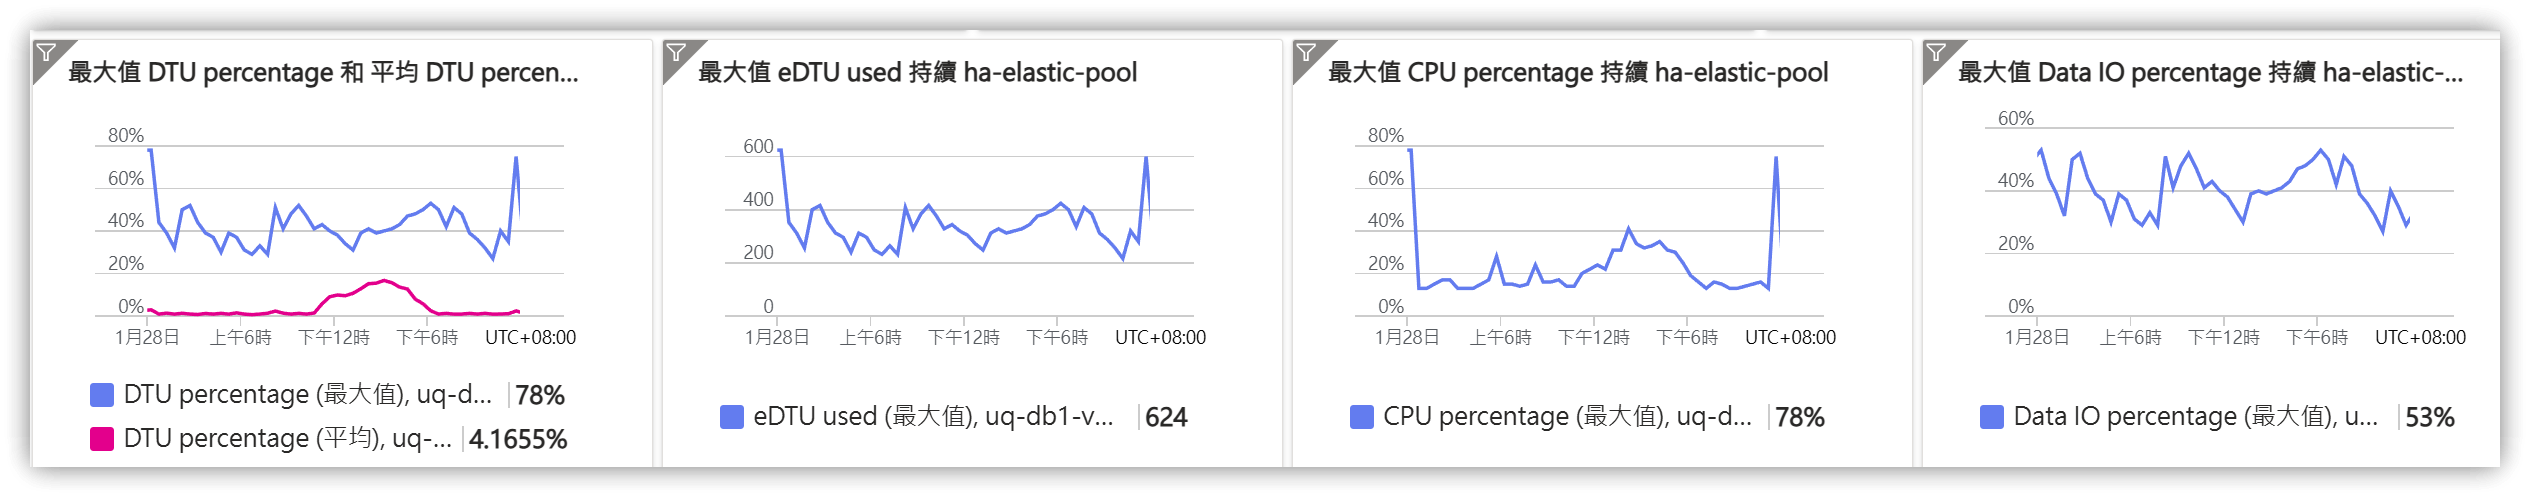 最大值 DTU percentage 和 平均 DTU percen...
80%
60%
40%
20%
0%
1月28日 上午6時 下午12時 下午6時 UTC+08:00
DTU percentage (最大值), uq-d... 78%
DTU percentage (平均), uq-... 4.1655%
最大值 eDTU used 持續 ha-elastic-pool
600
400
200
0
1月28日 上午6時 下午12時 下午6時 UTC+08:00
eDTU used (最大值), uq-db1-v... 624
最大值 CPU percentage 持續 ha-elastic-pool
80%
60%
40%
20%
0%
1月28日 上午6時 下午12時 下午6時 UTC+08:00
CPU percentage (最大值), uq-d... 78%
最大值 Data IO percentage 持續 ha-elastic-...
60%
40%
20%
0%
1月28日 上午6時 下午12時 下午6時 UTC+08:00
Data IO percentage (最大值), u... 53%